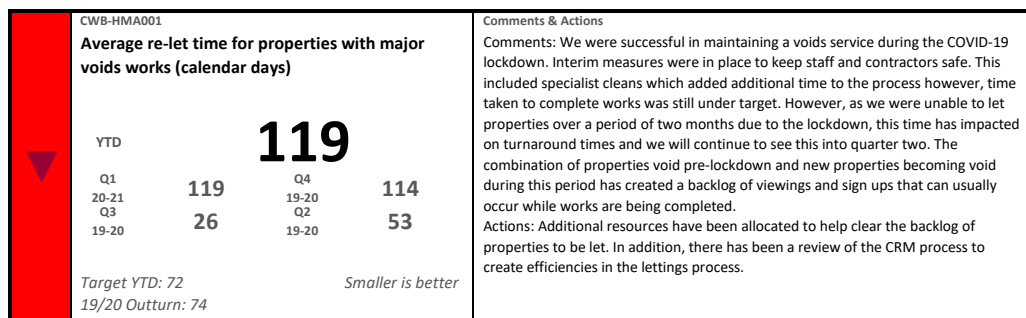 CWB-HMA001
Average re-let time for properties with major
voids works (calendar days)
YTD
119
Q1
20-21
119
Q4
19-20
114
Q3
19-20
26
Q2
19-20
53
Target YTD: 72
Smaller is better
19/20 Outturn: 74
Comments & Actions
Comments: We were successful in maintaining a voids service during the COVID-19
lockdown. Interim measures were in place to keep staff and contractors safe. This
included specialist cleans which added additional time to the process however, time
taken to complete works was still under target. However, as we were unable to let
properties over a period of two months due to the lockdown, this time has impacted
on turnaround times and we will continue to see this into quarter two. The
combination of properties void pre-lockdown and new properties becoming void
during this period has created a backlog of viewings and sign ups that can usually
occur while works are being completed.
Actions: Additional resources have been allocated to help clear the backlog of
properties to be let. In addition, there has been a review of the CRM process to
create efficiencies in the lettings process.